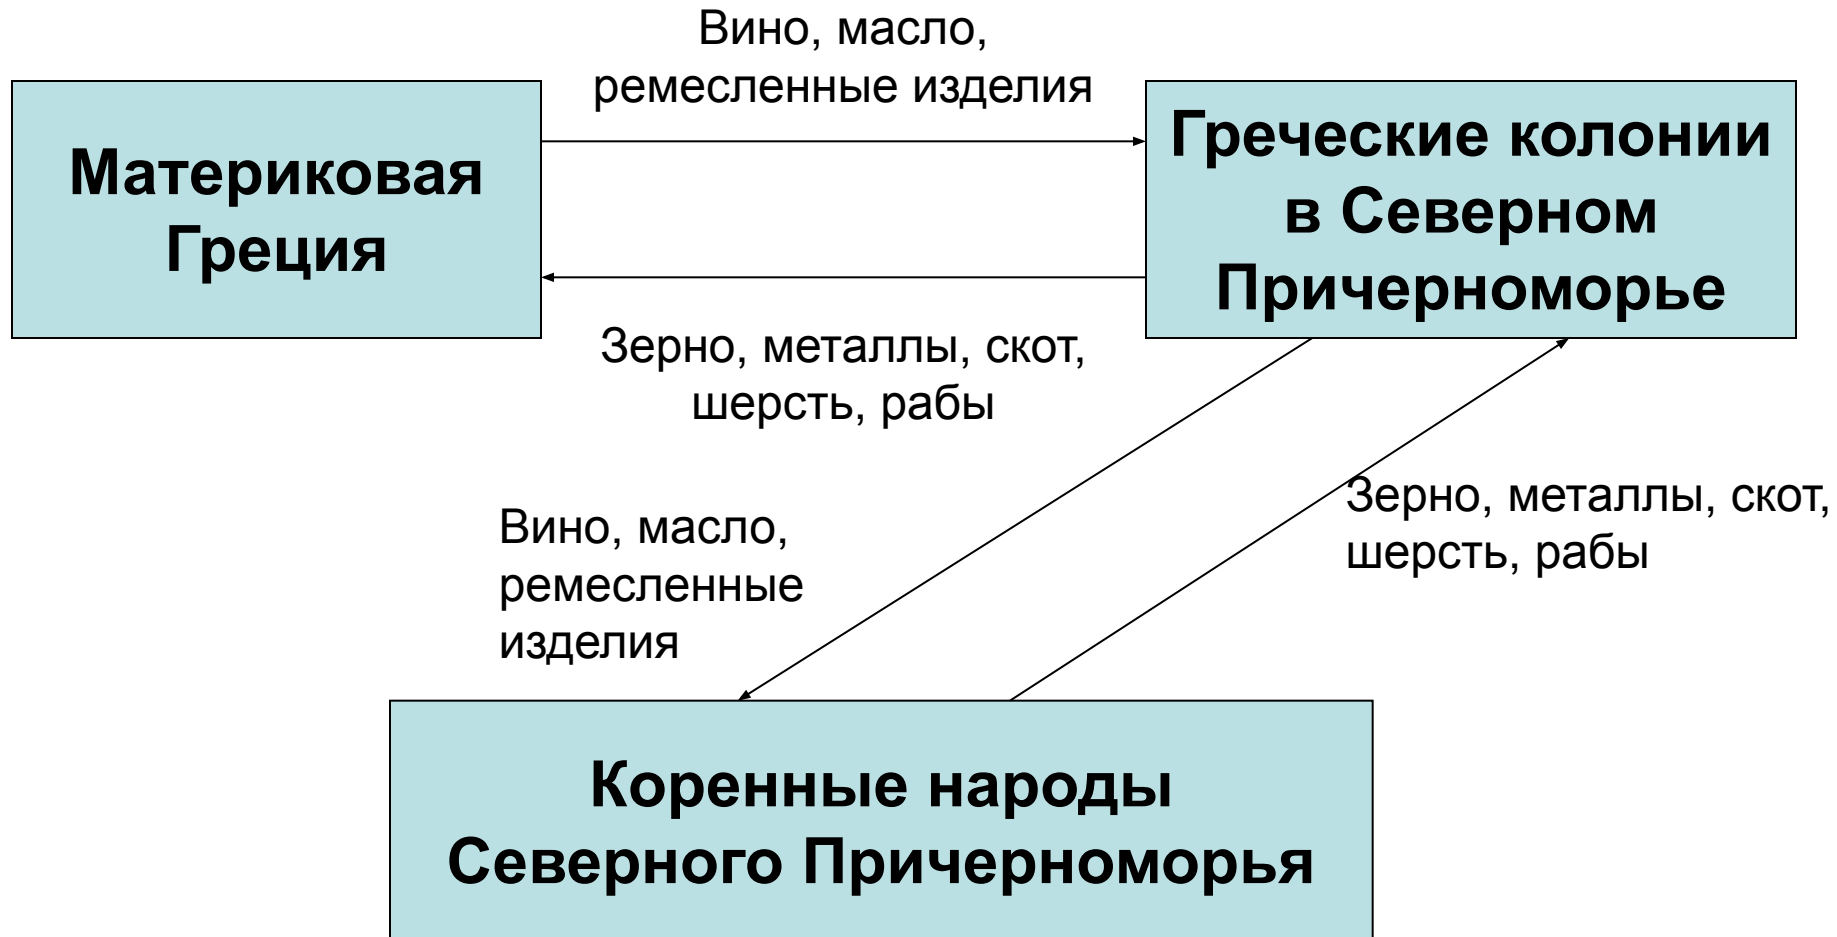 Вино, масло,
ремесленные изделия
Материковая
Греция
Греческие колонии
в Северном
Причерноморье
Зерно, металлы, скот,
шерсть, рабы
Вино, масло,
ремесленные
изделия
Зерно, металлы, скот,
шерсть, рабы
Коренные народы
Северного Причерноморья